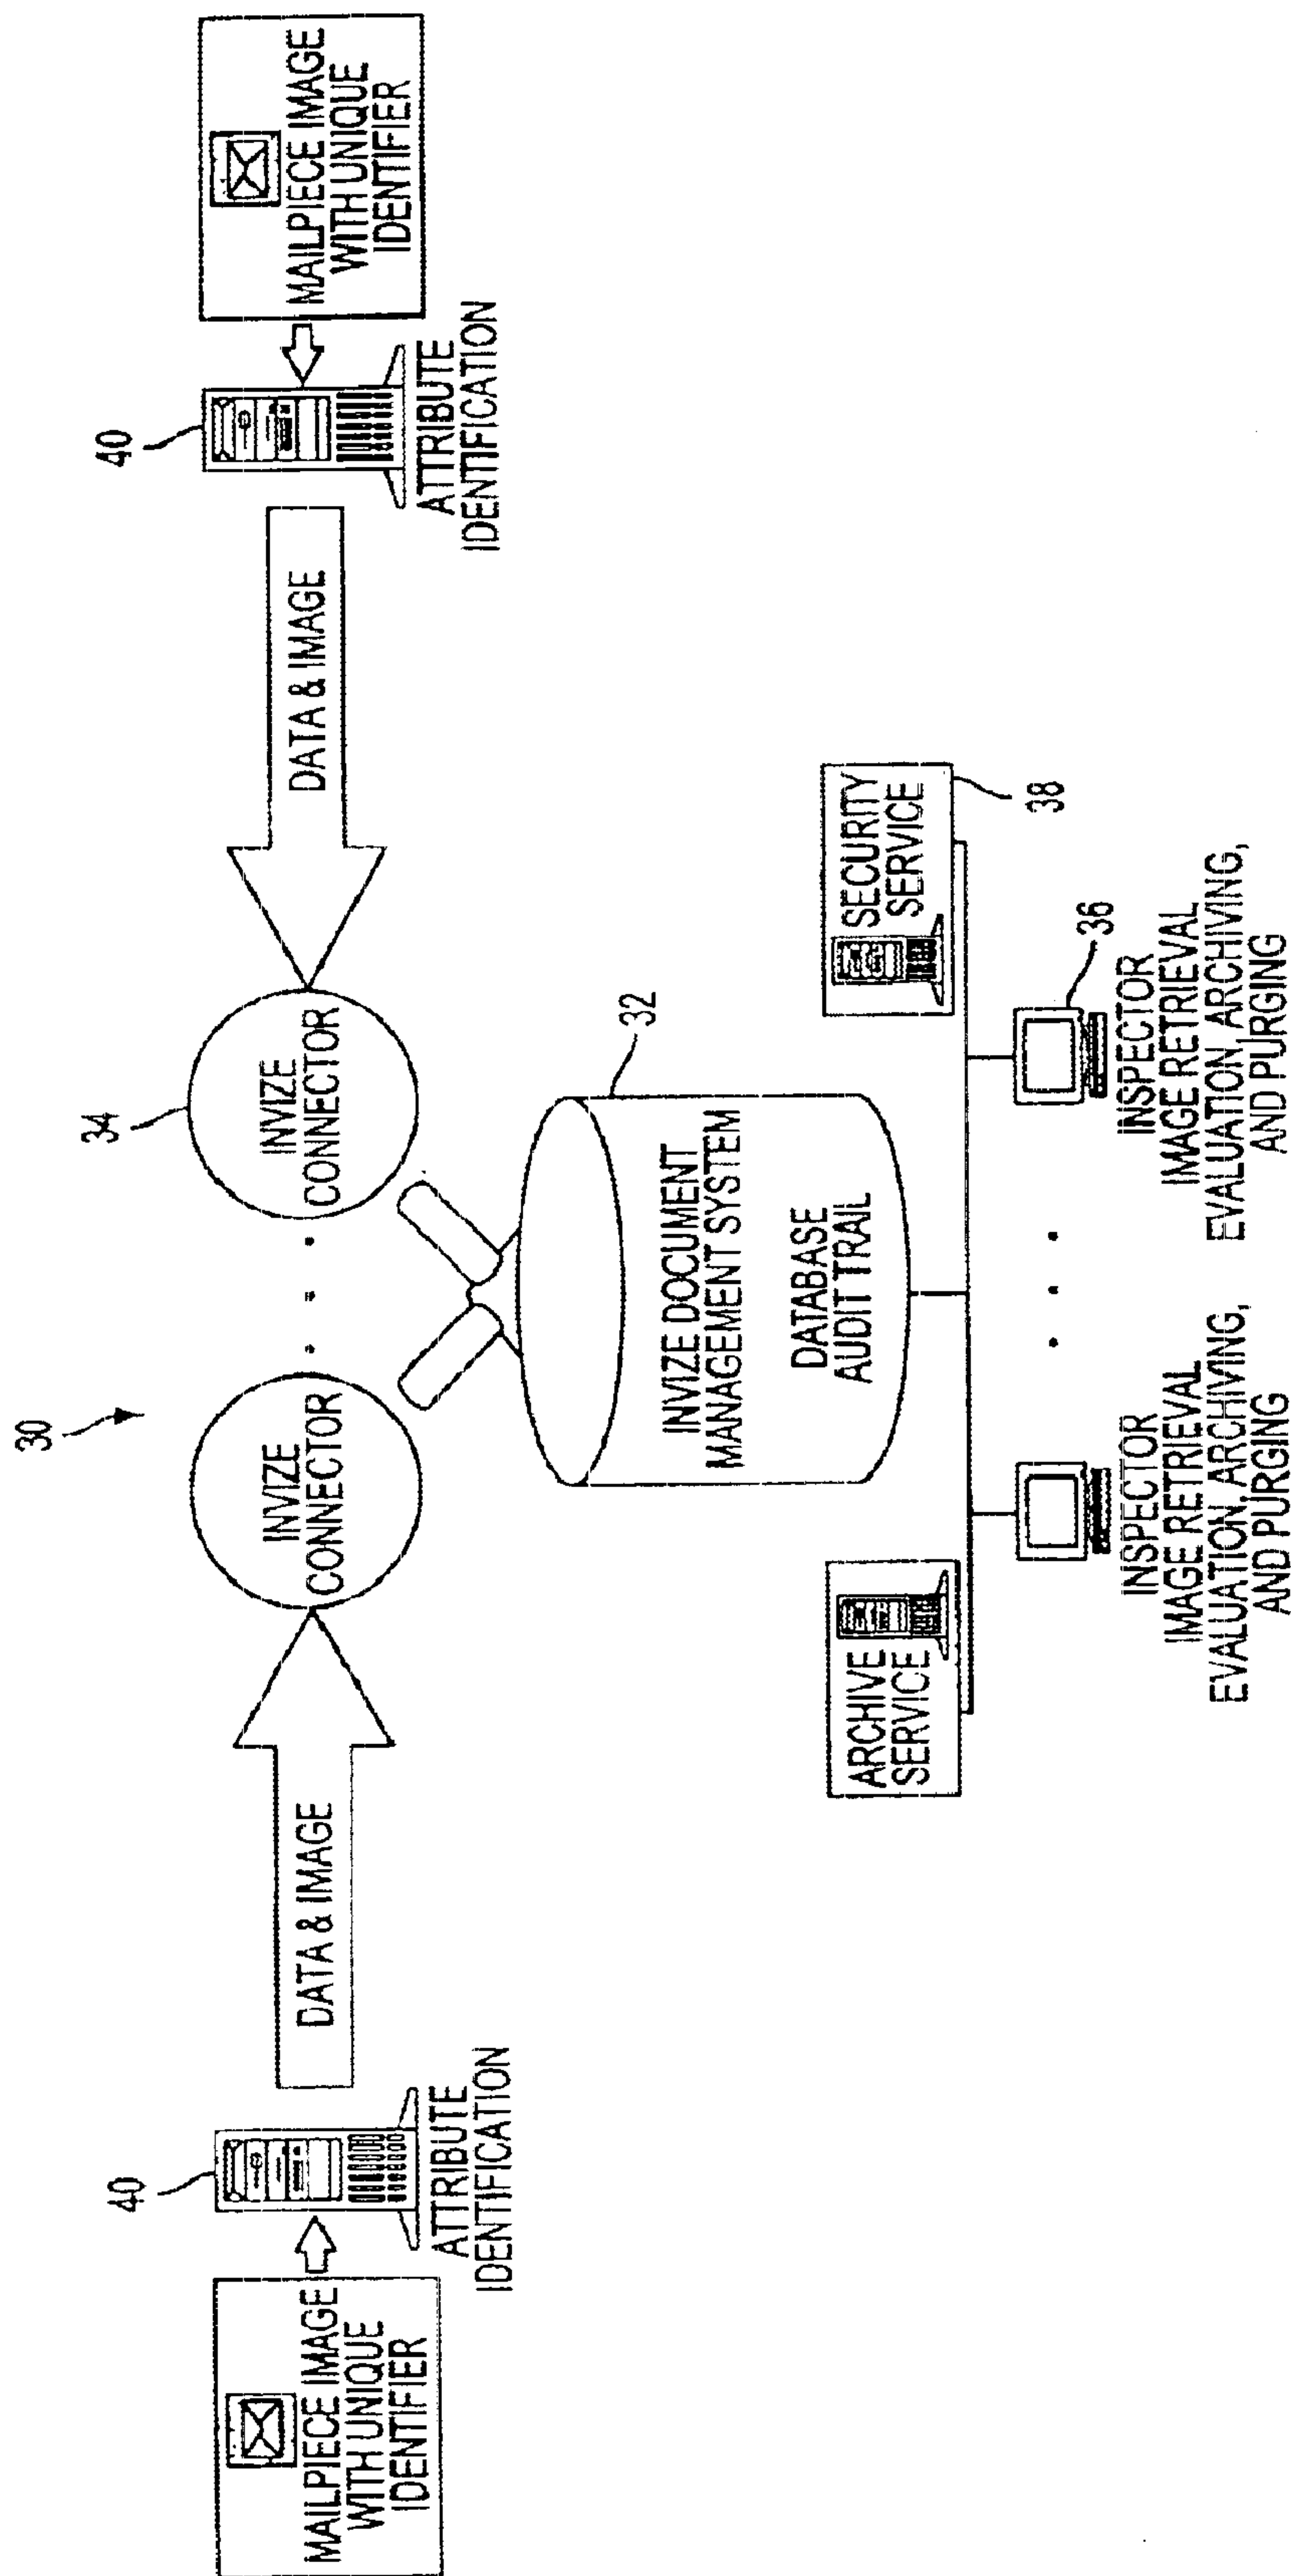 30
MAILPIECE IMAGE
WITH UNIQUE
IDENTIFIER
40
ATTRIBUTE
IDENTIFICATION
DATA & IMAGE
INVIZE
CONNECTOR
34
INVIZE
CONNECTOR
DATA & IMAGE
40
ATTRIBUTE
IDENTIFICATION
MAILPIECE IMAGE
WITH UNIQUE
IDENTIFIER
32
INVIZE DOCUMENT
MANAGEMENT SYSTEM
DATABASE
AUDIT TRAIL
ARCHIVE
SERVICE
SECURITY
SERVICE
38
36
INSPECTOR
IMAGE RETRIEVAL
EVALUATION, ARCHIVING,
AND PURGING
INSPECTOR
IMAGE RETRIEVAL
EVALUATION, ARCHIVING,
AND PURGING